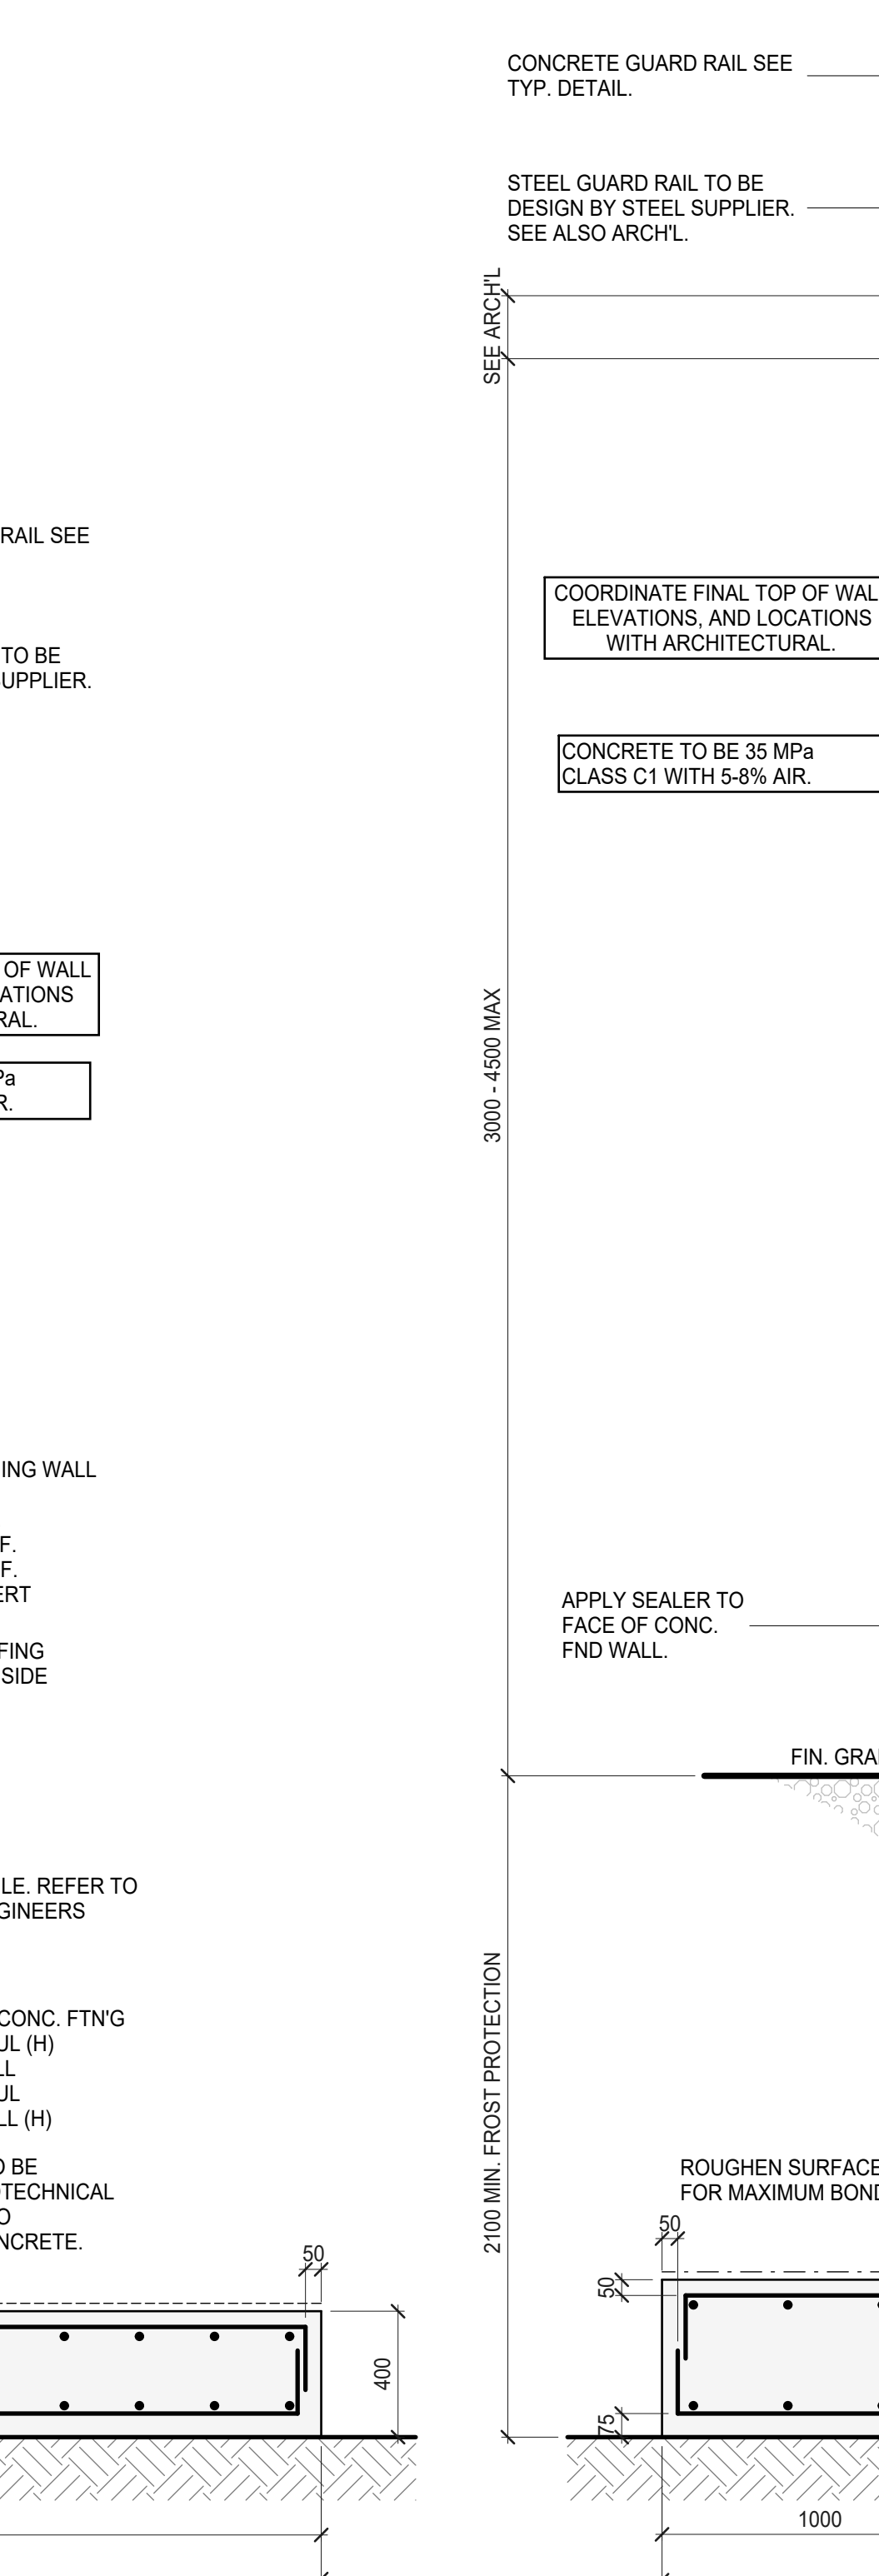 CONCRETE GUARD RAIL SEE
TYP. DETAIL.
STEEL GUARD RAIL TO BE
DESIGN BY STEEL SUPPLIER.
SEE ALSO ARCH'L.
SEE ARCH'L
RAIL SEE
TO BE
UPPLIER.
COORDINATE FINAL TOP OF WAL
ELEVATIONS, AND LOCATIONS
WITH ARCHITECTURAL.
CONCRETE TO BE 35 MPa
CLASS C1 WITH 5-8% AIR.
OF WALL
ATIONS
RAL.
Pa
R.
3000 - 4500 MAX
ING WALL
F.
F.
ERT
FING
SIDE
APPLY SEALER TO
FACE OF CONC.
FND WALL.
FIN. GRA
LE. REFER TO
GINEERS
2100 MIN. FROST PROTECTION
CONC. FTN'G
UL (H)
LL
UL
LL (H)
O BE
OTECHNICAL
O
NCRETE.
ROUGHEN SURFACE
FOR MAXIMUM BOND
50
400
50
50
75
1000